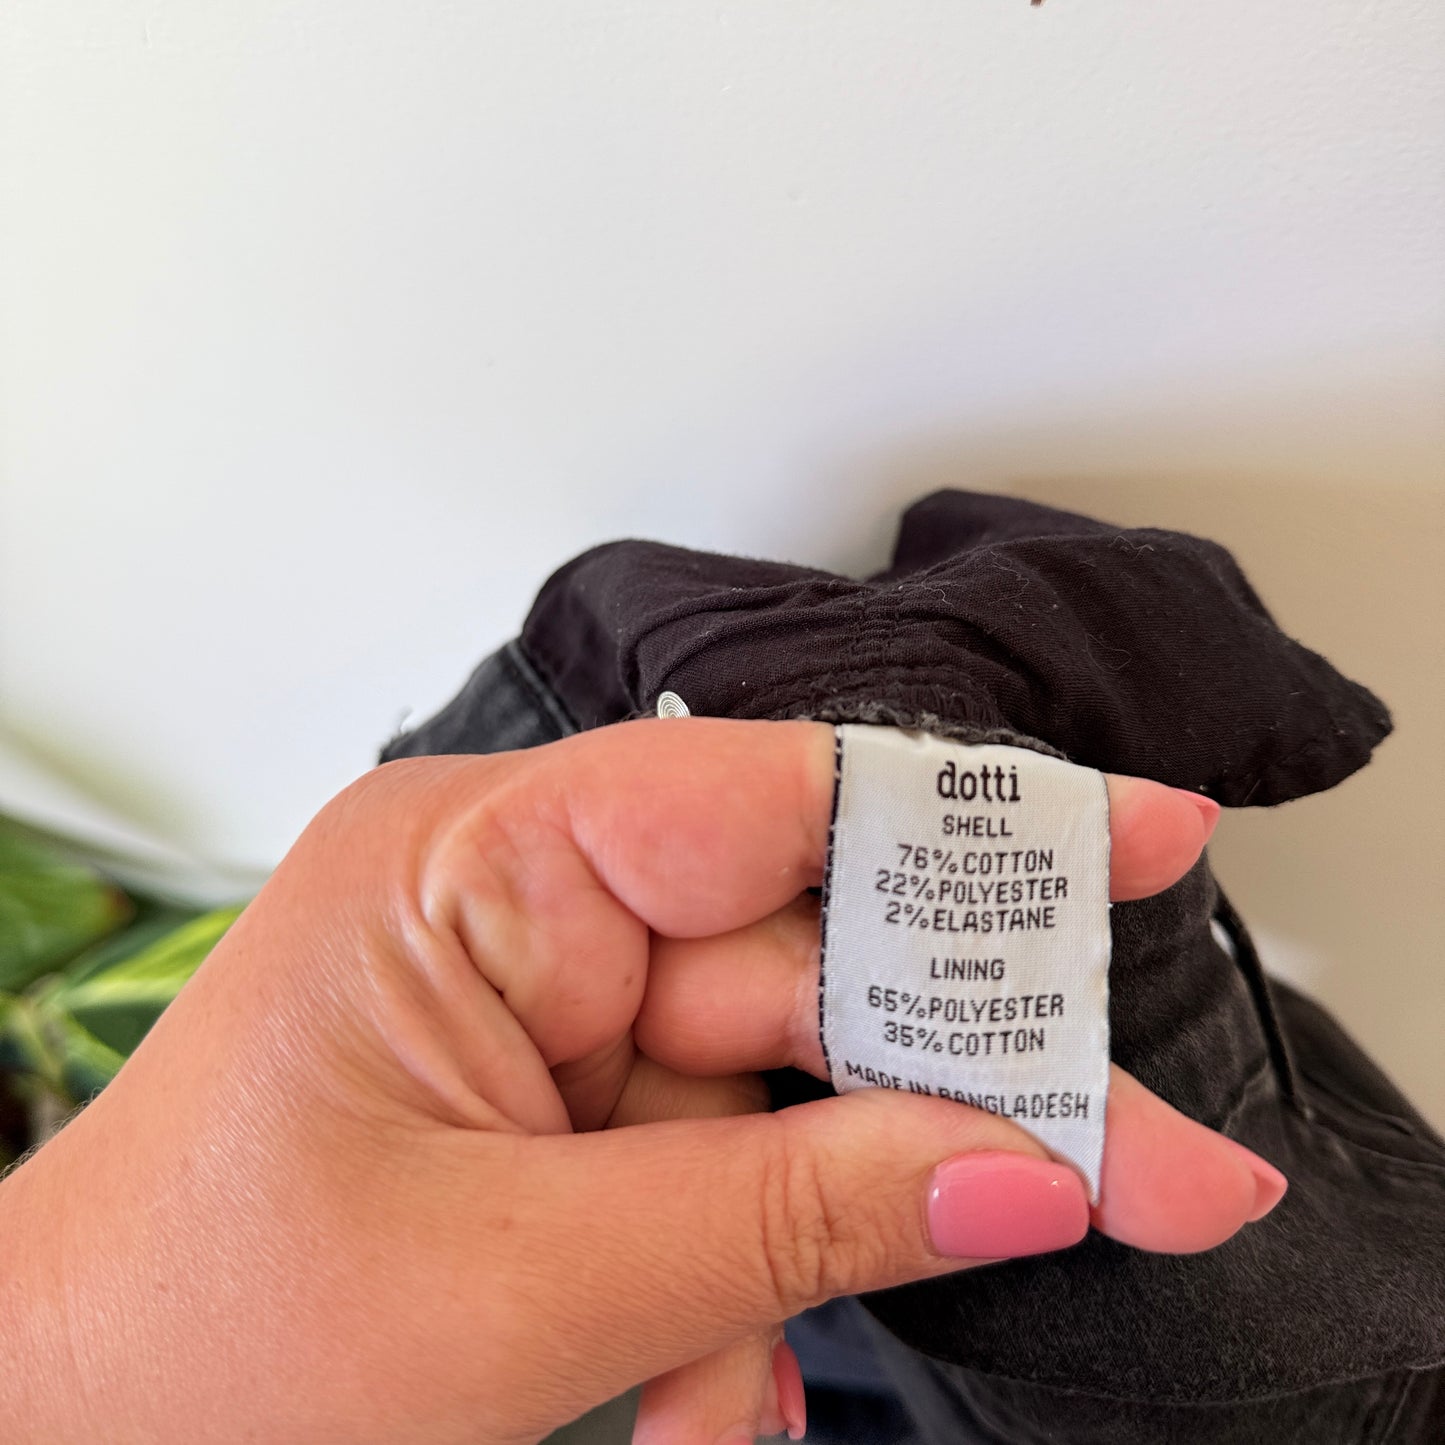 dotti
SHELL
76% COTTON
22% POLYESTER
2% ELASTANE
LINING
65% POLYESTER
35% COTTON
MADE IN BANGLADESH